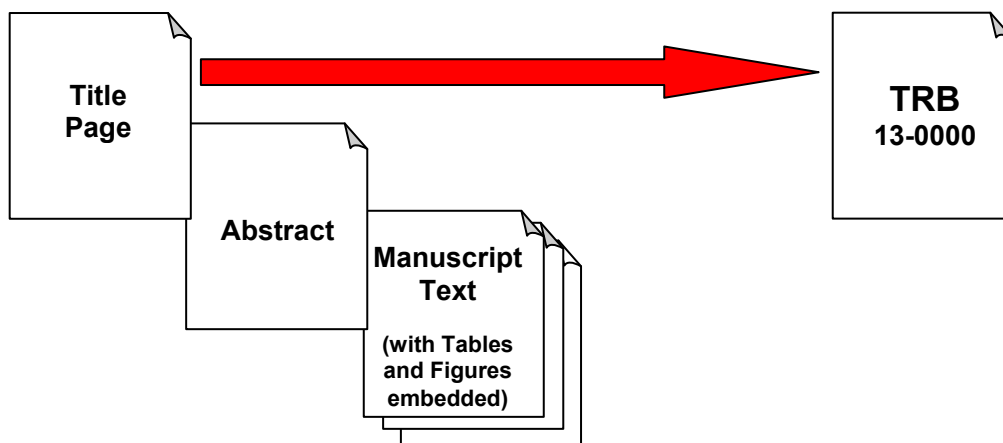 Title
Page
TRB
13-0000
Abstract
Manuscript
Text
(with Tables
and Figures
embedded)